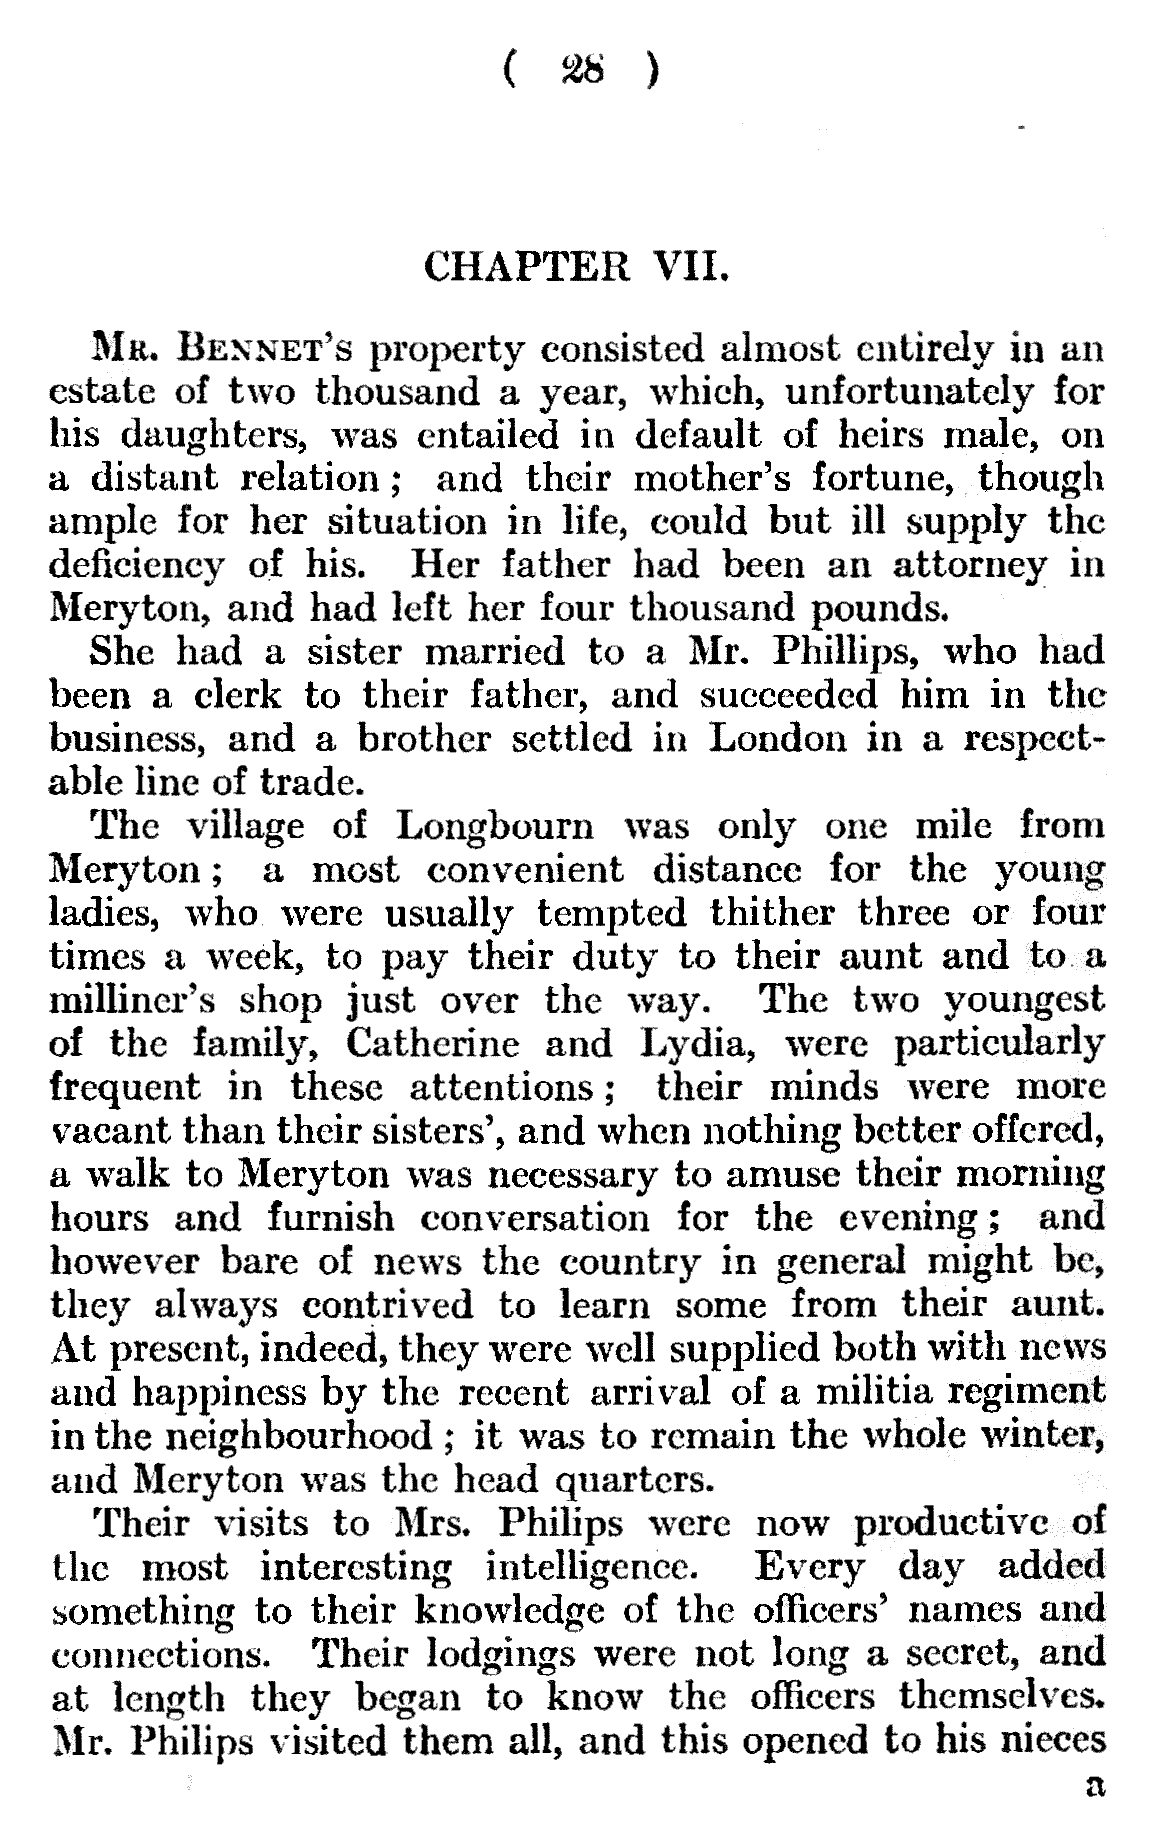 ( 28 )
CHAPTER VII.
Mr. Bennet's property consisted almost entirely in an
estate of two thousand a year, which, unfortunately for
his daughters, was entailed in default of heirs male, on
a distant relation ; and their mother's fortune, though
ample for her situation in life, could but ill supply the
deficiency of his. Her father had been an attorney in
Meryton, and had left her four thousand pounds.
She had a sister married to a Mr. Phillips, who had
been a clerk to their father, and succeeded him in the
business, and a brother settled in London in a respect-
able line of trade.
The village of Longbourn was only one mile from
Meryton ; a most convenient distance for the young
ladies, who were usually tempted thither three or four
times a week, to pay their duty to their aunt and to a
milliner's shop just over the way. The two youngest
of the family, Catherine and Lydia, were particularly
frequent in these attentions ; their minds were more
vacant than their sisters', and when nothing better offered,
a walk to Meryton was necessary to amuse their morning
hours and furnish conversation for the evening ; and
however bare of news the country in general might be,
they always contrived to learn some from their aunt.
At present, indeed, they were well supplied both with news
and happiness by the recent arrival of a militia regiment
in the neighbourhood ; it was to remain the whole winter,
and Meryton was the head quarters.
Their visits to Mrs. Philips were now productive of
the most interesting intelligence. Every day added
something to their knowledge of the officers' names and
connections. Their lodgings were not long a secret, and
at length they began to know the officers themselves.
Mr. Philips visited them all, and this opened to his nieces
a